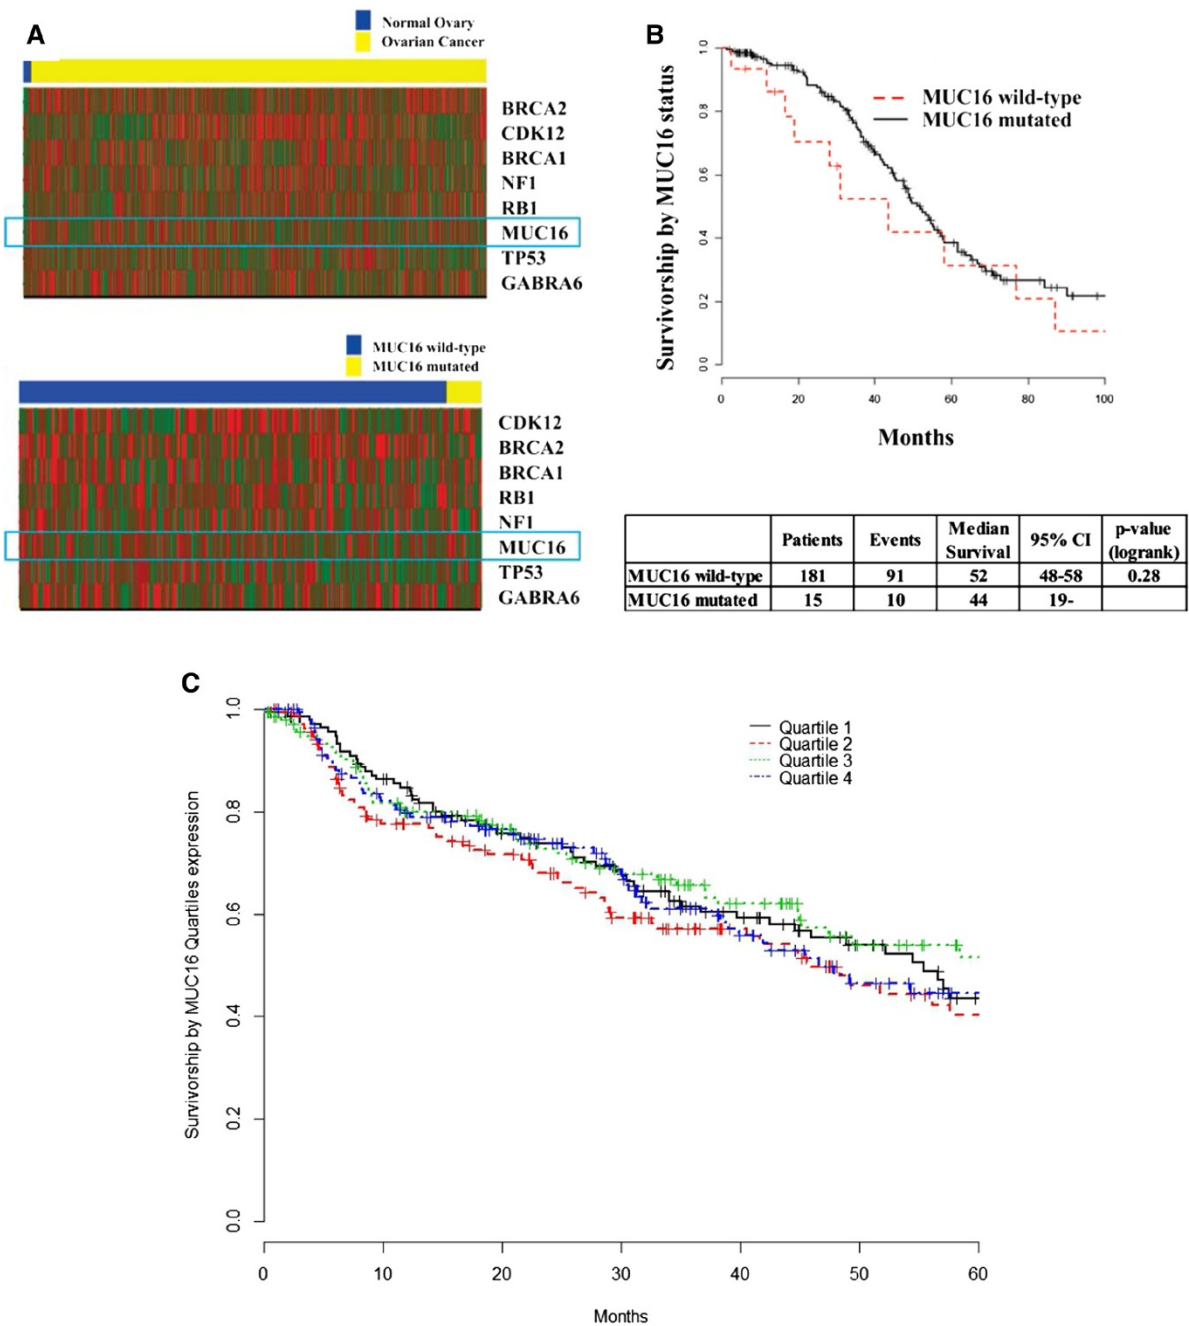 A
Normal Ovary
Ovarian Cancer
BRCA2
CDK12
BRCA1
NF1
RB1
MUC16
TP53
GABRA6
MUC16 wild-type
MUC16 mutated
CDK12
BRCA2
BRCA1
RB1
NF1
MUC16
TP53
GABRA6
B
Survivorship by MUC16 status
1.0
0.8
0.6
0.4
0.2
0.0
MUC16 wild-type
MUC16 mutated
0 20 40 60 80 100
Months
Patients Events Median Survival 95% CI p-value (logrank)
MUC16 wild-type 181 91 52 48-58 0.28
MUC16 mutated 15 10 44 19-
C
Survivorship by MUC16 Quartiles expression
1.0
0.8
0.6
0.4
0.2
0.0
Quartile 1
Quartile 2
Quartile 3
Quartile 4
0 10 20 30 40 50 60
Months